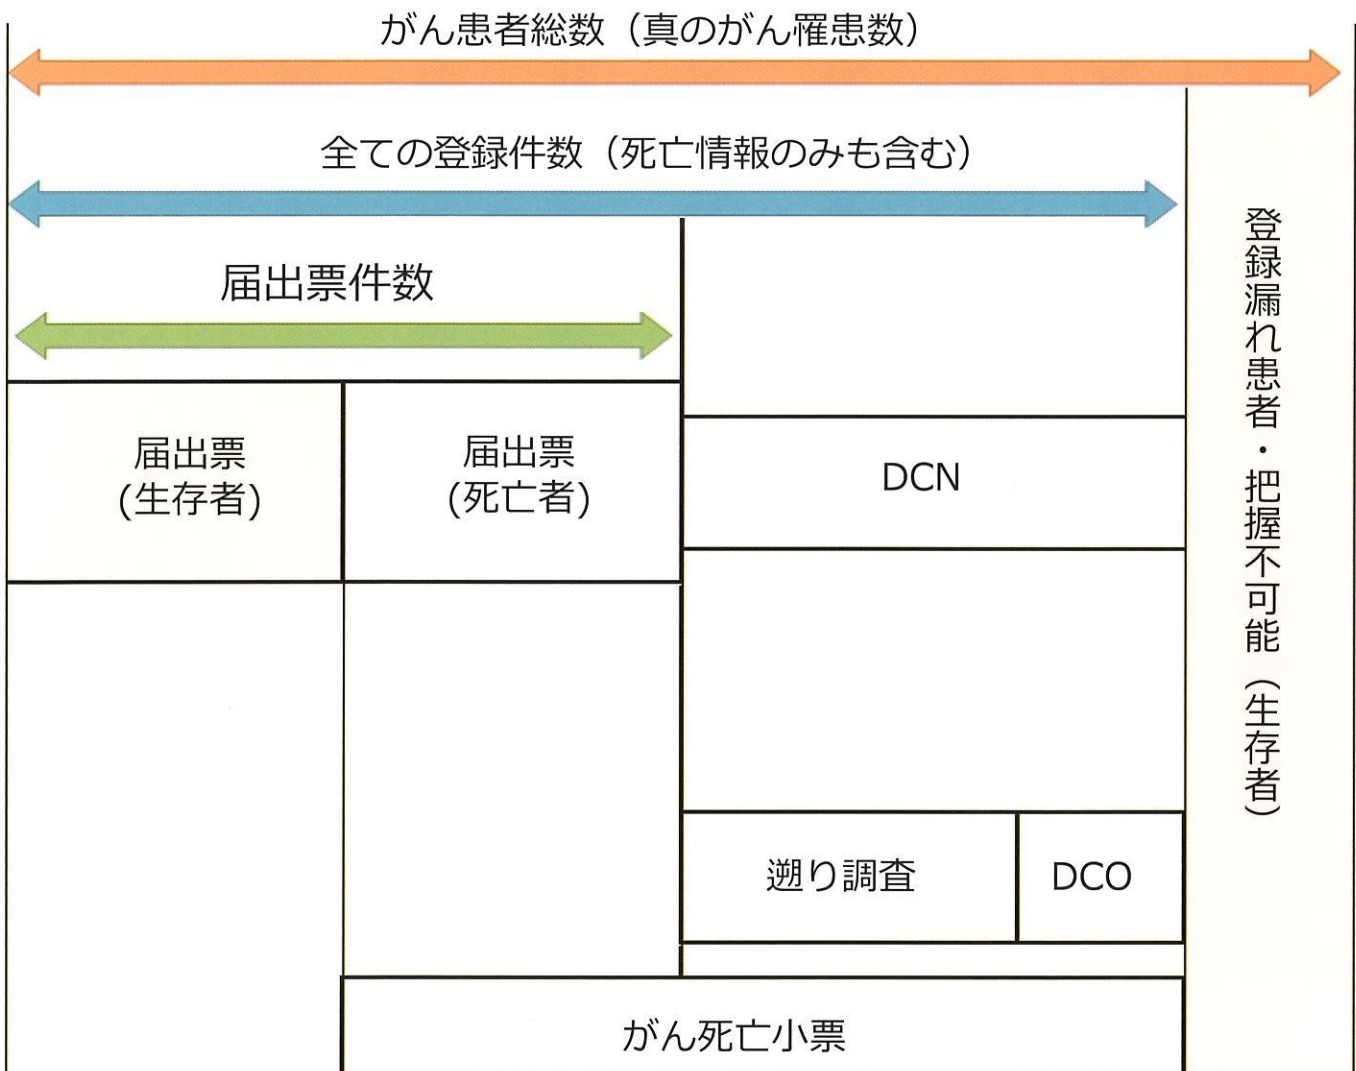 がん患者総数（真のがん罹患数）
全ての登録件数（死亡情報のみも含む）
届出票件数
届出票
(生存者)
届出票
(死亡者)
DCN
登録漏れ患者・把握不可能（生存者）
遡り調査
DCO
がん死亡小票